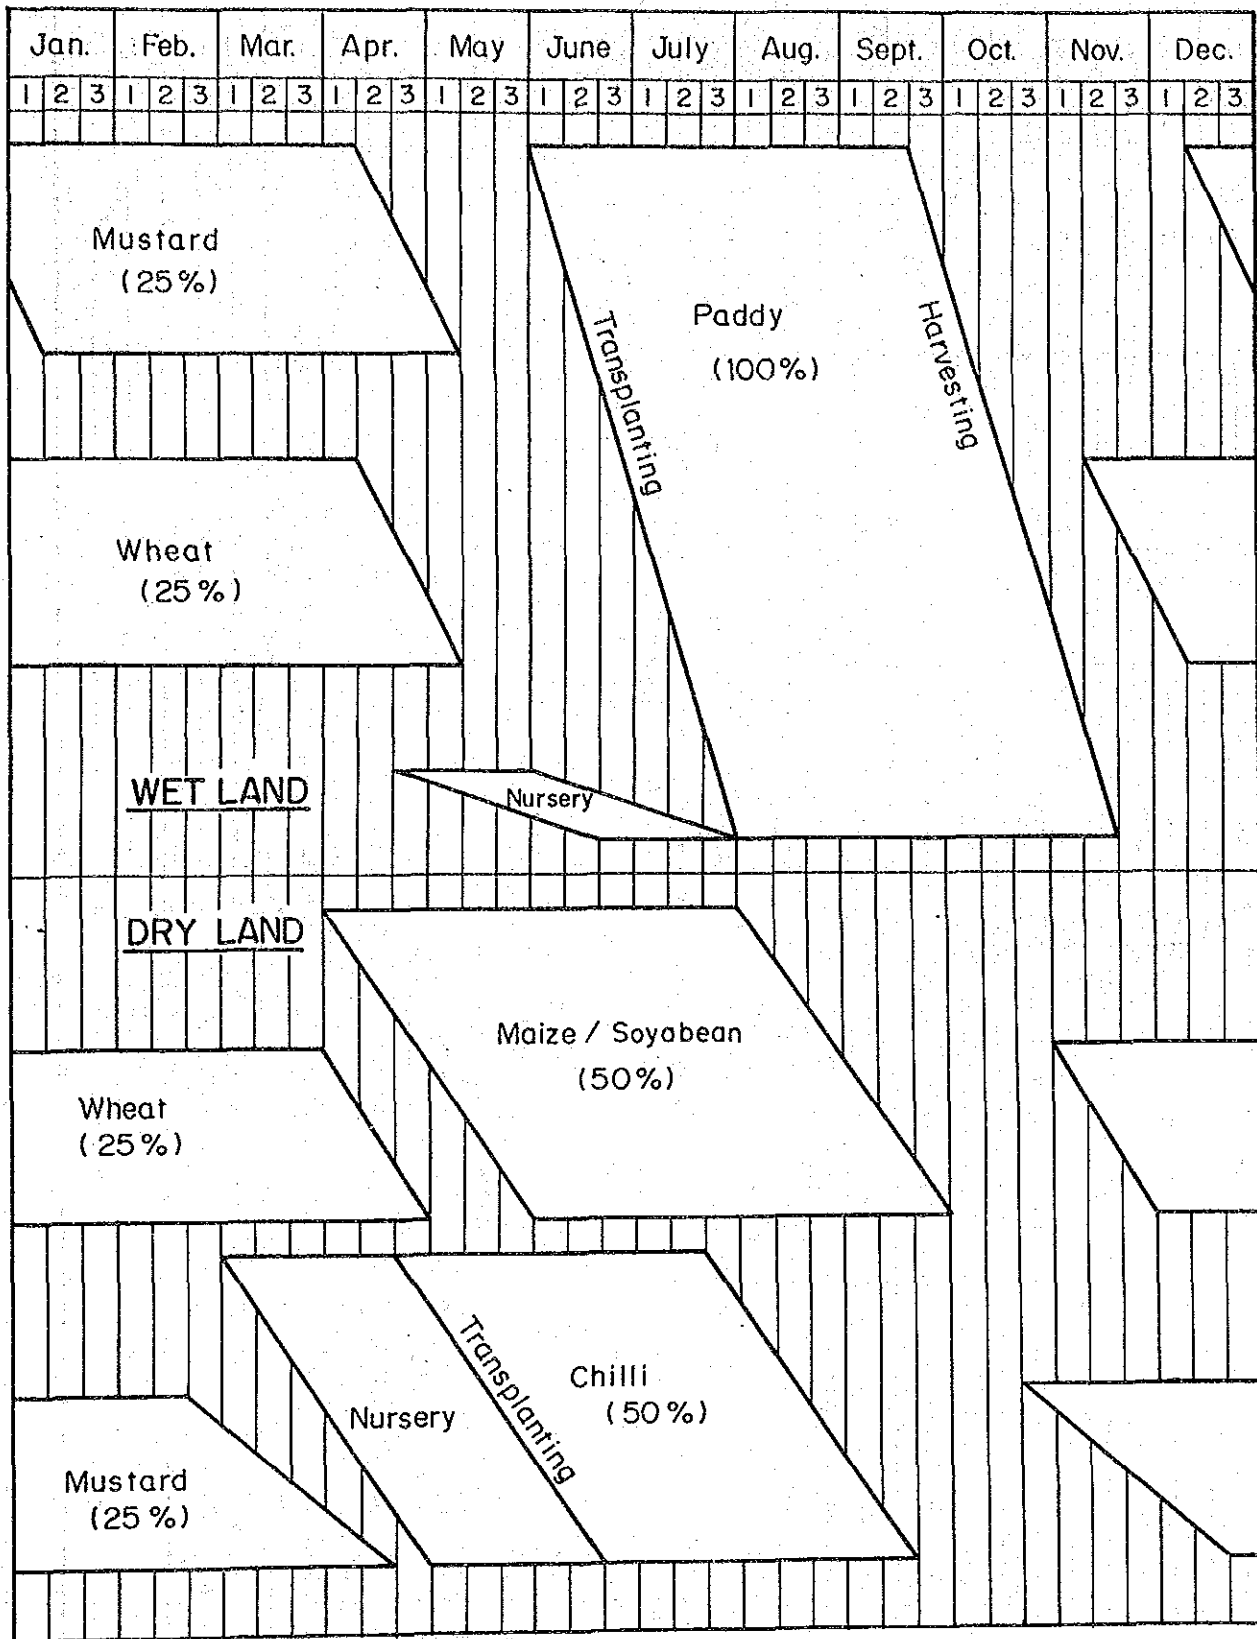 Jan. Feb. Mar. Apr. May June July Aug. Sept. Oct. Nov. Dec.
1 2 3 1 2 3 1 2 3 1 2 3 1 2 3 1 2 3 1 2 3 1 2 3 1 2 3 1 2 3 1 2 3 1 2 3
Mustard
(25%)
Paddy
(100%)
Transplanting
Harvesting
Wheat
(25%)
WET LAND
Nursery
DRY LAND
Maize / Soyabean
(50%)
Wheat
(25%)
Transplanting
Chilli
(50%)
Nursery
Mustard
(25%)